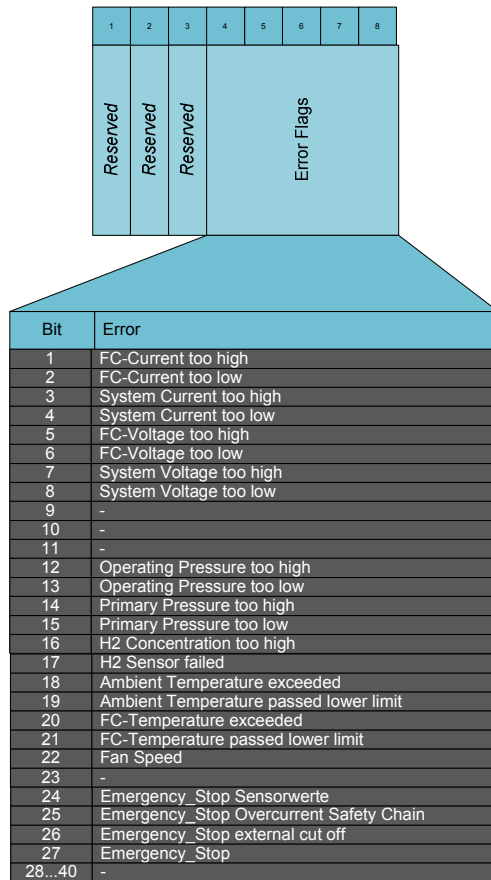 1 2 3 4 5 6 7 8
Reserved
Reserved
Reserved
Error Flags
Bit Error
1 FC-Current too high
2 FC-Current too low
3 System Current too high
4 System Current too low
5 FC-Voltage too high
6 FC-Voltage too low
7 System Voltage too high
8 System Voltage too low
9 -
10 -
11 -
12 Operating Pressure too high
13 Operating Pressure too low
14 Primary Pressure too high
15 Primary Pressure too low
16 H2 Concentration too high
17 H2 Sensor failed
18 Ambient Temperature exceeded
19 Ambient Temperature passed lower limit
20 FC-Temperature exceeded
21 FC-Temperature passed lower limit
22 Fan Speed
23 -
24 Emergency_Stop Sensorwerte
25 Emergency_Stop Overcurrent Safety Chain
26 Emergency_Stop external cut off
27 Emergency_Stop
28...40 -